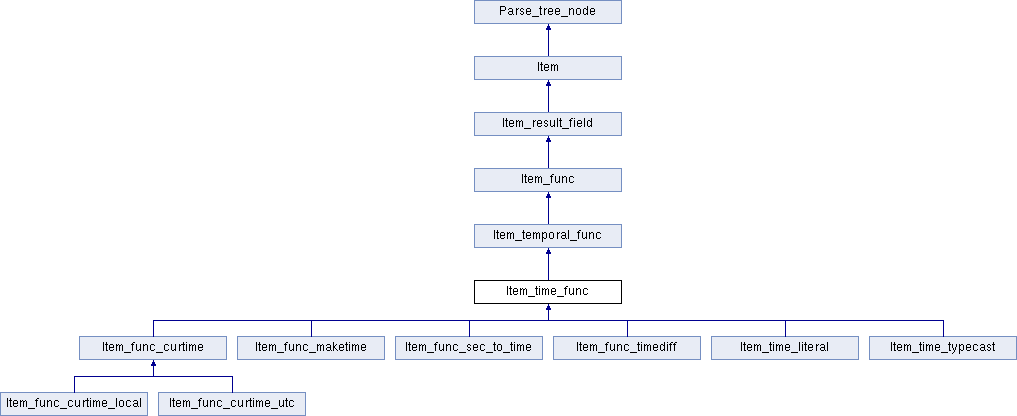 Parse_tree_node
Item
Item_result_field
Item_func
Item_temporal_func
Item_time_func
Item_func_curtime
Item_func_maketime
Item_func_sec_to_time
Item_func_timediff
Item_time_literal
Item_time_typecast
Item_func_curtime_local
Item_func_curtime_utc